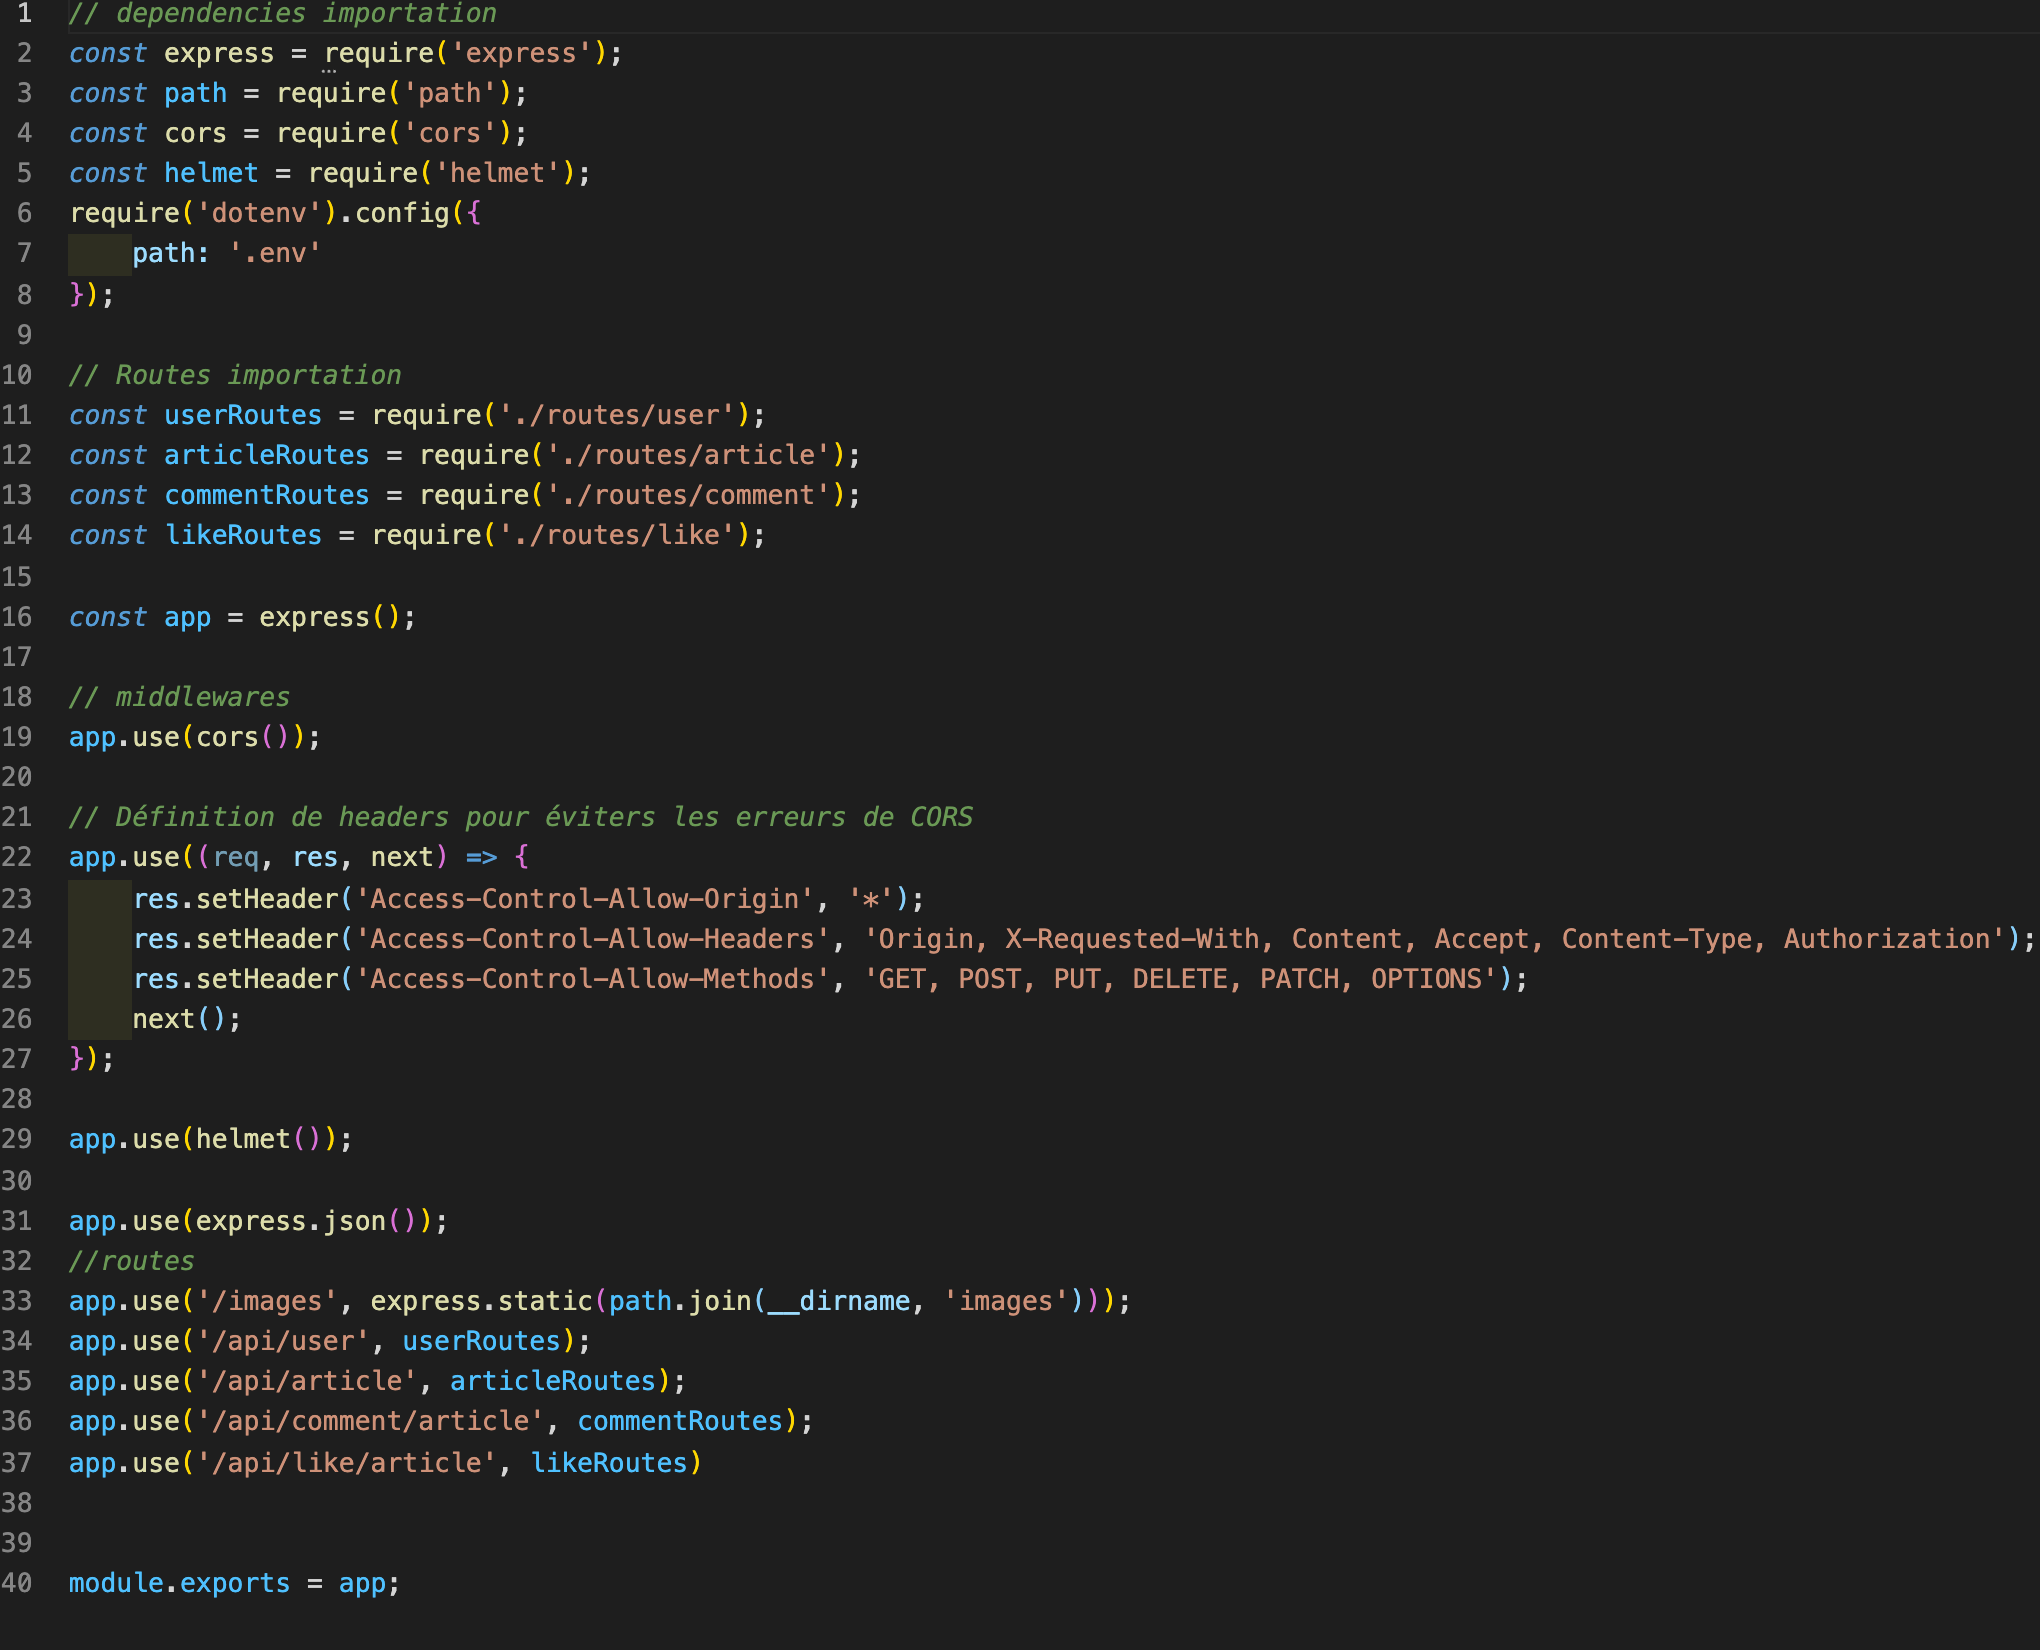 1 // dependencies importation
2 const express = require('express');
3 const path = require('path');
4 const cors = require('cors');
5 const helmet = require('helmet');
6 require('dotenv').config({
7     path: '.env'
8 });
9
10 // Routes importation
11 const userRoutes = require('./routes/user');
12 const articleRoutes = require('./routes/article');
13 const commentRoutes = require('./routes/comment');
14 const likeRoutes = require('./routes/like');
15
16 const app = express();
17
18 // middlewares
19 app.use(cors());
20
21 // Définition de headers pour éviters les erreurs de CORS
22 app.use((req, res, next) => {
23     res.setHeader('Access-Control-Allow-Origin', '*');
24     res.setHeader('Access-Control-Allow-Headers', 'Origin, X-Requested-With, Content, Accept, Content-Type, Authorization');
25     res.setHeader('Access-Control-Allow-Methods', 'GET, POST, PUT, DELETE, PATCH, OPTIONS');
26     next();
27 });
28
29 app.use(helmet());
30
31 app.use(express.json());
32 //routes
33 app.use('/images', express.static(path.join(__dirname, 'images')));
34 app.use('/api/user', userRoutes);
35 app.use('/api/article', articleRoutes);
36 app.use('/api/comment/article', commentRoutes);
37 app.use('/api/like/article', likeRoutes)
38
39
40 module.exports = app;